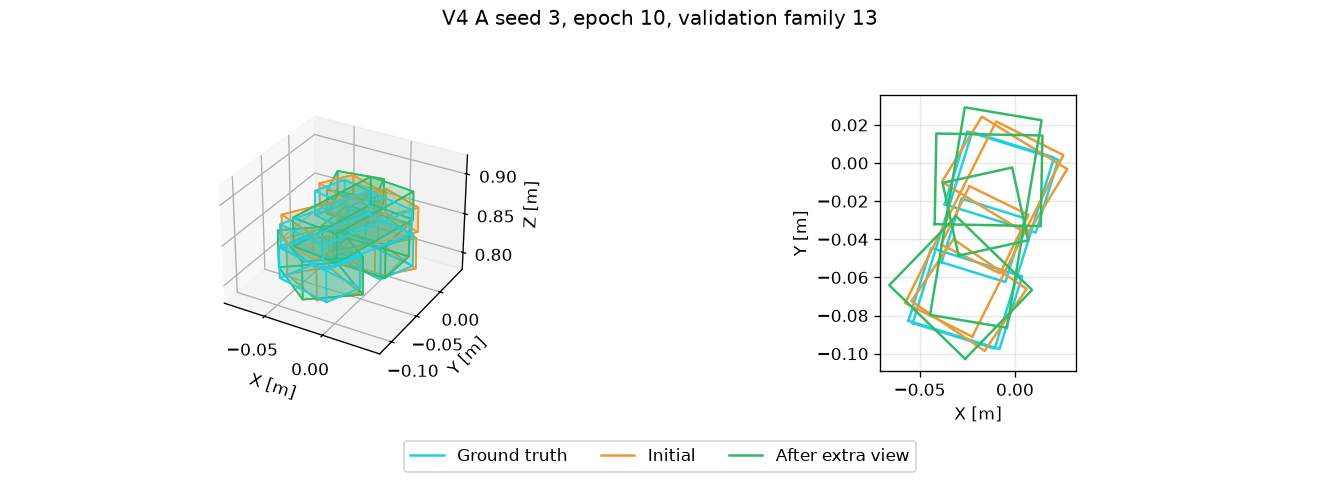 V4 A seed 3, epoch 10, validation family 13
0.90
0.85
0.80
Z [m]
0.00
−0.05
−0.10
Y [m]
−0.05
0.00
X [m]
0.02
0.00
−0.02
−0.04
−0.06
−0.08
−0.10
Y [m]
−0.05
0.00
X [m]
Ground truth
Initial
After extra view